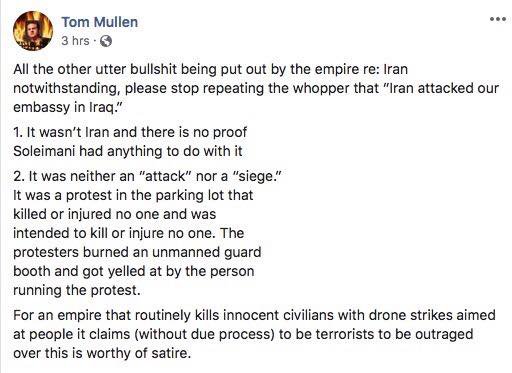 Tom Mullen
3 hrs ·
All the other utter bullshit being put out by the empire re: Iran
notwithstanding, please stop repeating the whopper that “Iran attacked our
embassy in Iraq.”
1. It wasn’t Iran and there is no proof
Soleimani had anything to do with it
2. It was neither an “attack” nor a “siege.”
It was a protest in the parking lot that
killed or injured no one and was
intended to kill or injure no one. The
protesters burned an unmanned guard
booth and got yelled at by the person
running the protest.
For an empire that routinely kills innocent civilians with drone strikes aimed
at people it claims (without due process) to be terrorists to be outraged
over this is worthy of satire.